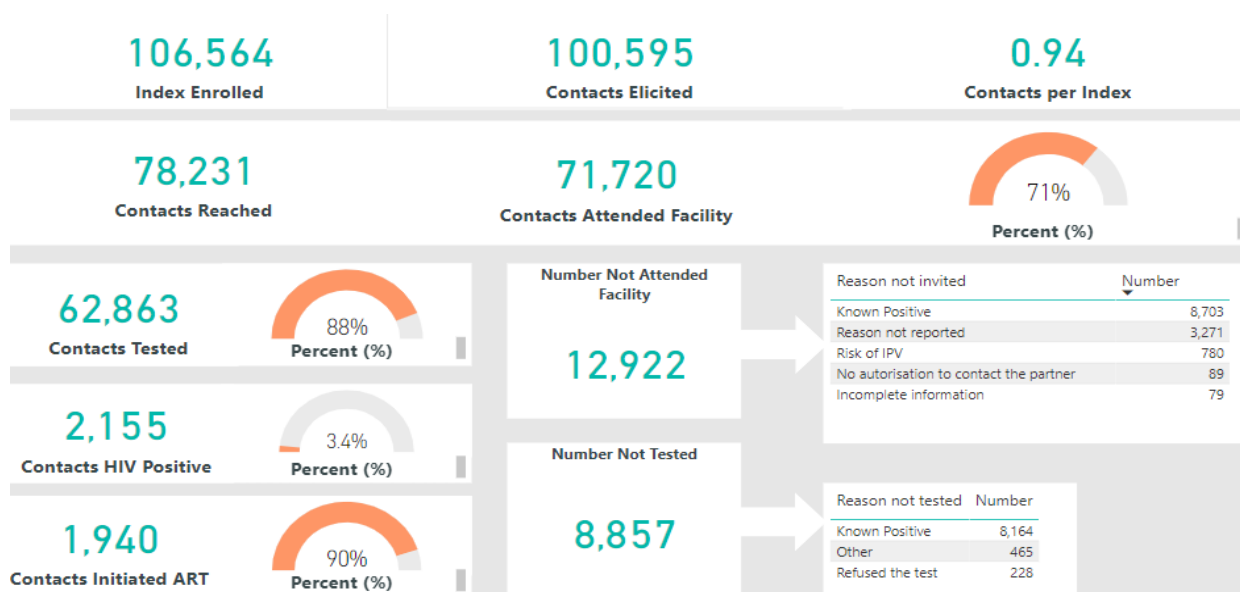 106,564
Index Enrolled
100,595
Contacts Elicited
0.94
Contacts per Index
78,231
Contacts Reached
71,720
Contacts Attended Facility
71%
Percent (%)
62,863
Contacts Tested
88%
Percent (%)
2,155
Contacts HIV Positive
3.4%
Percent (%)
1,940
Contacts Initiated ART
90%
Percent (%)
Number Not Attended
Facility
12,922
Reason not invited Number
Known Positive 8,703
Reason not reported 3,271
Risk of IPV 780
No autorisation to contact the partner 89
Incomplete information 79
Number Not Tested
8,857
Reason not tested Number
Known Positive 8,164
Other 465
Refused the test 228